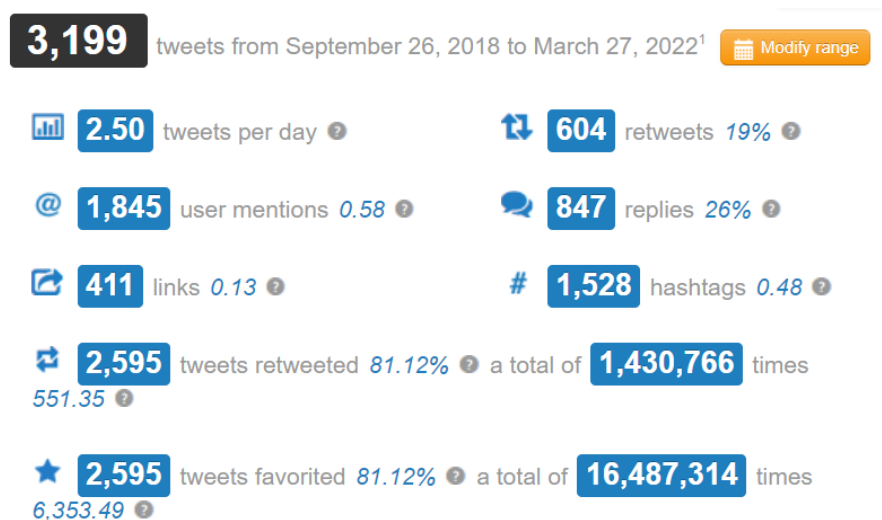 3,199 tweets from September 26, 2018 to March 27, 2022¹ Modify range
2.50 tweets per day ? 604 retweets 19% ?
@ 1,845 user mentions 0.58 ? 847 replies 26% ?
411 links 0.13 ? # 1,528 hashtags 0.48 ?
2,595 tweets retweeted 81.12% ? a total of 1,430,766 times
551.35 ?
2,595 tweets favorited 81.12% ? a total of 16,487,314 times
6,353.49 ?